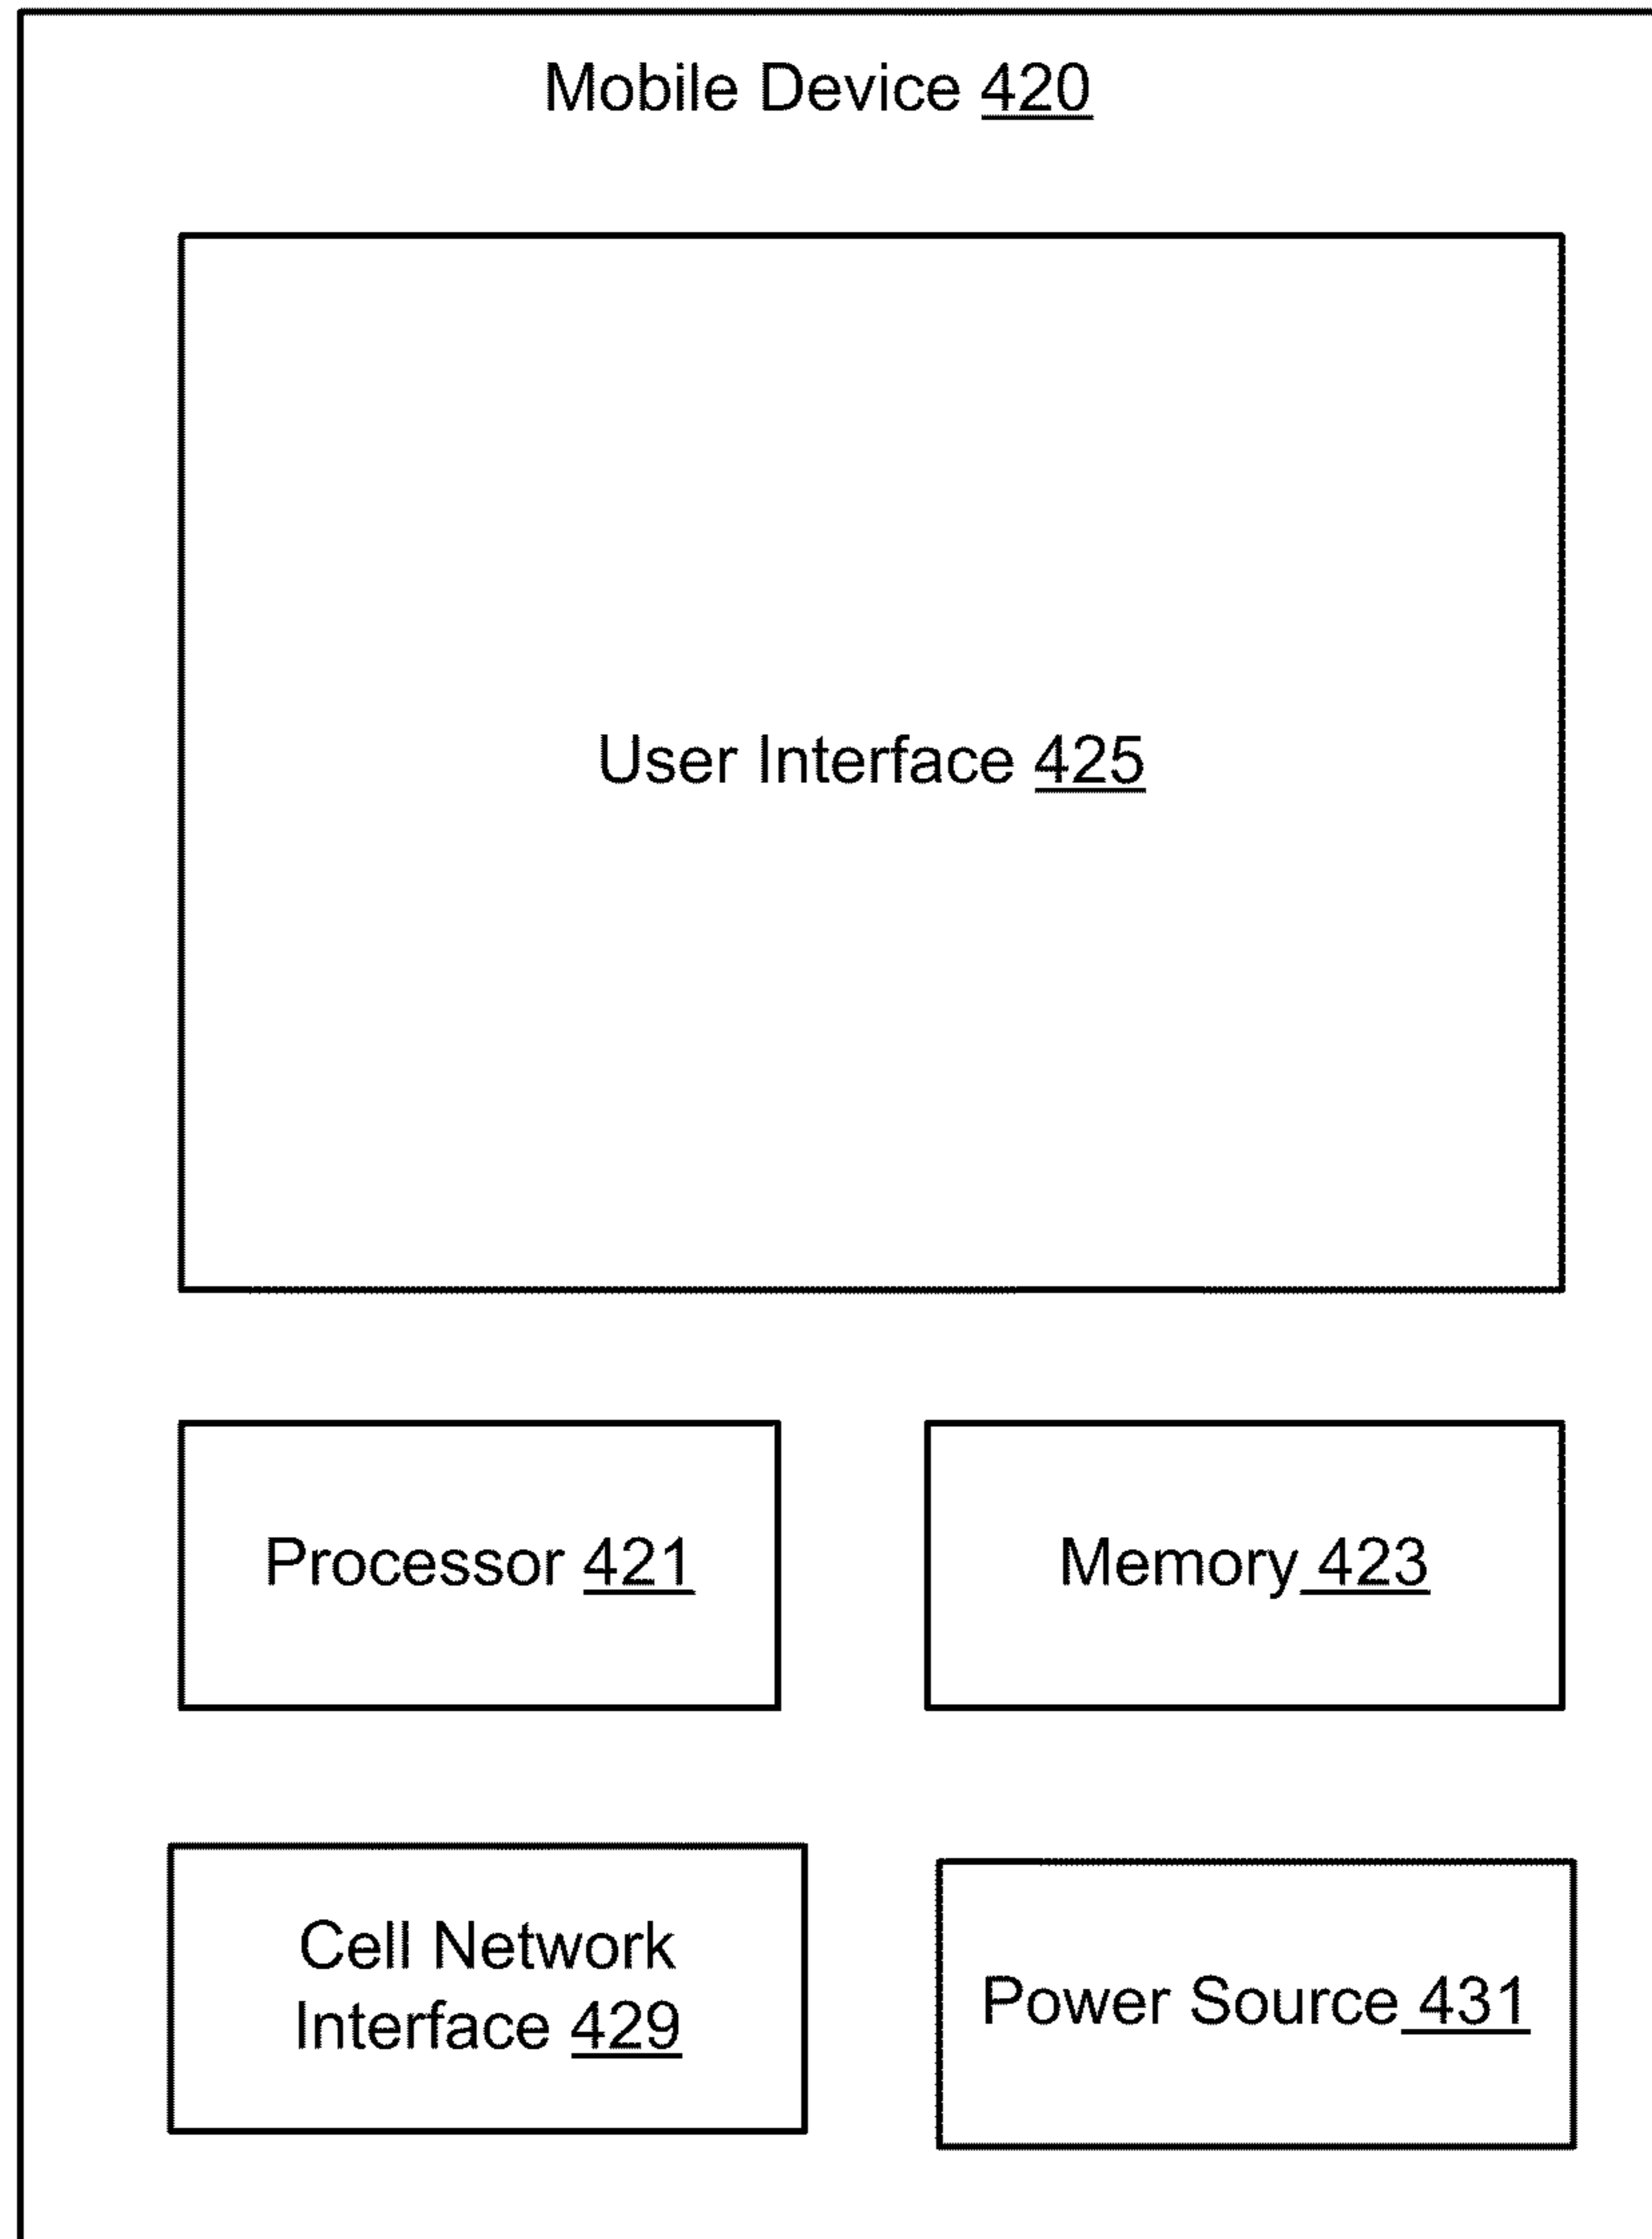 Mobile Device 420
User Interface 425
Processor 421
Memory 423
Cell Network
Interface 429
Power Source 431